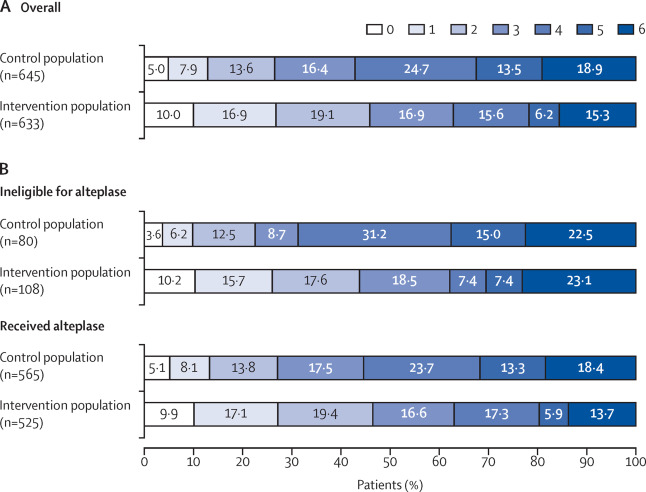 A Overall
0 1 2 3 4 5 6
Control population
(n=645)
5·0 7·9 13·6 16·4 24·7 13·5 18·9
Intervention population
(n=633)
10·0 16·9 19·1 16·9 15·6 6·2 15·3
B
Ineligible for alteplase
Control population
(n=80)
3·6 6·2 12·5 8·7 31·2 15·0 22·5
Intervention population
(n=108)
10·2 15·7 17·6 18·5 7·4 7·4 23·1
Received alteplase
Control population
(n=565)
5·1 8·1 13·8 17·5 23·7 13·3 18·4
Intervention population
(n=525)
9·9 17·1 19·4 16·6 17·3 5·9 13·7
0 10 20 30 40 50 60 70 80 90 100
Patients (%)